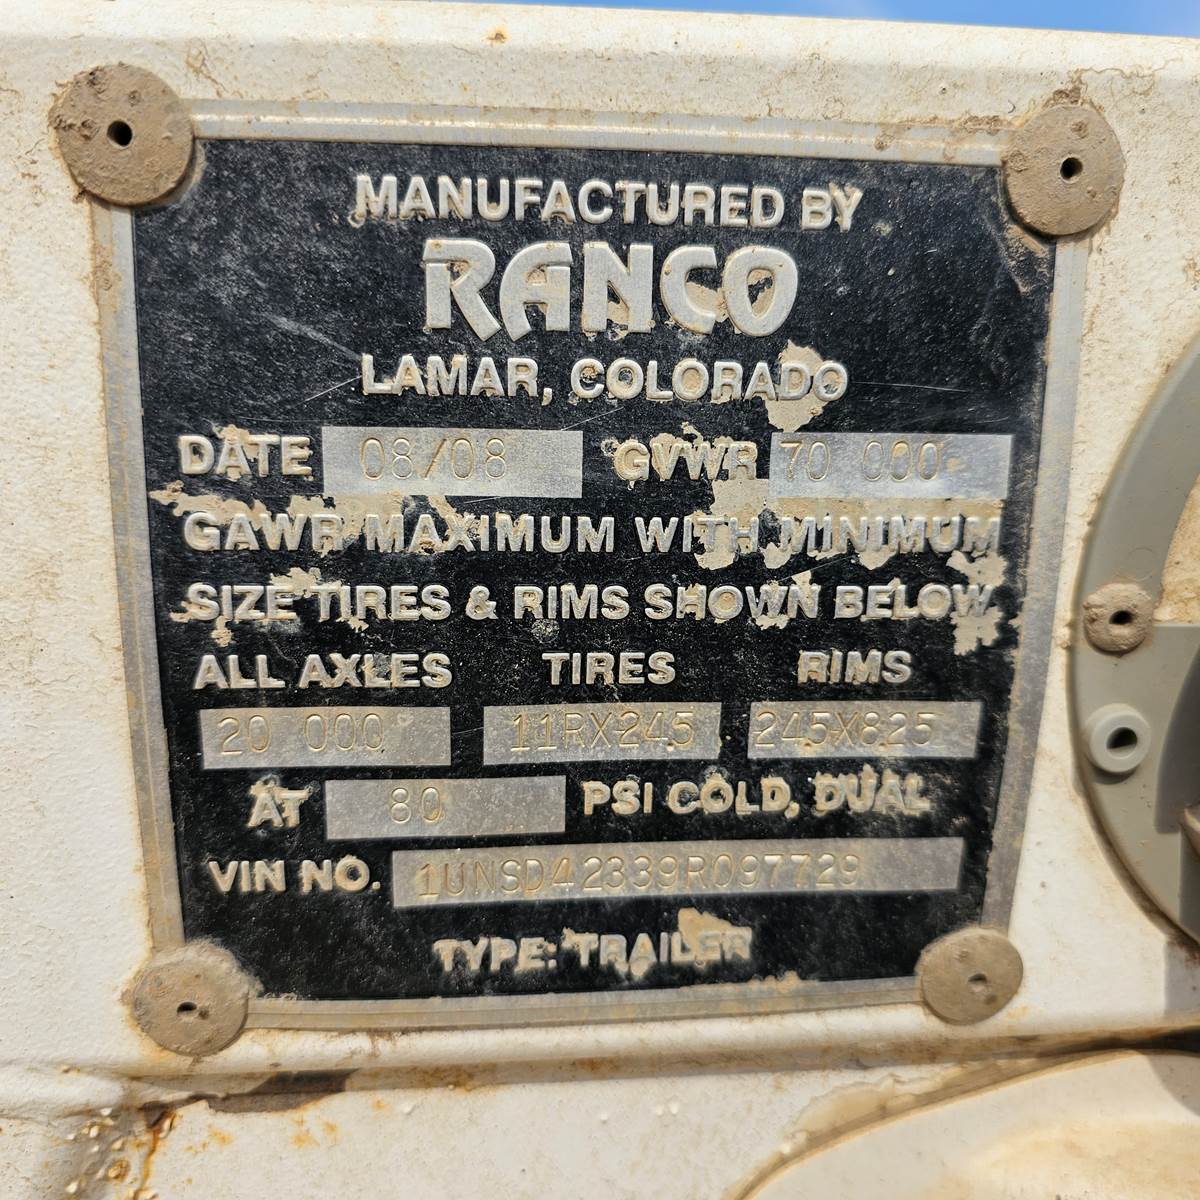 MANUFACTURED BY
RANCO
LAMAR, COLORADO
DATE 08/08 GVWR 70 000
GAWR MAXIMUM WITH MINIMUM
SIZE TIRES & RIMS SHOWN BELOW
ALL AXLES TIRES RIMS
20 000 11RX245 245X825
AT 80 PSI COLD, DUAL
VIN NO. 1UNSD42339R097729
TYPE: TRAILER